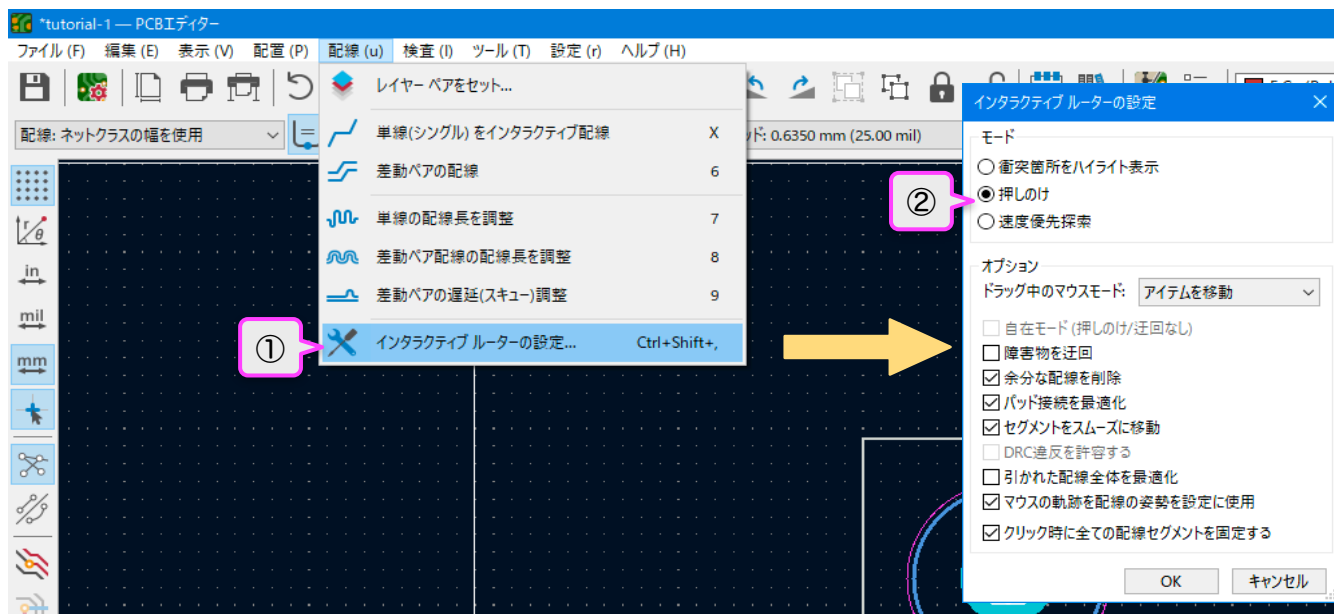 *tutorial-1 — PCBエディター
ファイル (F) 編集 (E) 表示 (V) 配置 (P) 配線 (u) 検査 (I) ツール (T) 設定 (r) ヘルプ (H)
配線: ネットクラスの幅を使用
ド: 0.6350 mm (25.00 mil)
レイヤー ペアをセット...
単線(シングル) をインタラクティブ配線 X
差動ペアの配線 6
単線の配線長を調整 7
差動ペア配線の配線長を調整 8
差動ペアの遅延(スキュー)調整 9
① インタラクティブ ルーターの設定... Ctrl+Shift+,
in
mil
mm
インタラクティブ ルーターの設定
モード
衝突箇所をハイライト表示
② 押しのけ
速度優先探索
オプション
ドラッグ中のマウスモード: アイテムを移動
自在モード (押しのけ/迂回なし)
障害物を迂回
余分な配線を削除
パッド接続を最適化
セグメントをスムーズに移動
DRC違反を許容する
引かれた配線全体を最適化
マウスの軌跡を配線の姿勢を設定に使用
クリック時に全ての配線セグメントを固定する
OK キャンセル